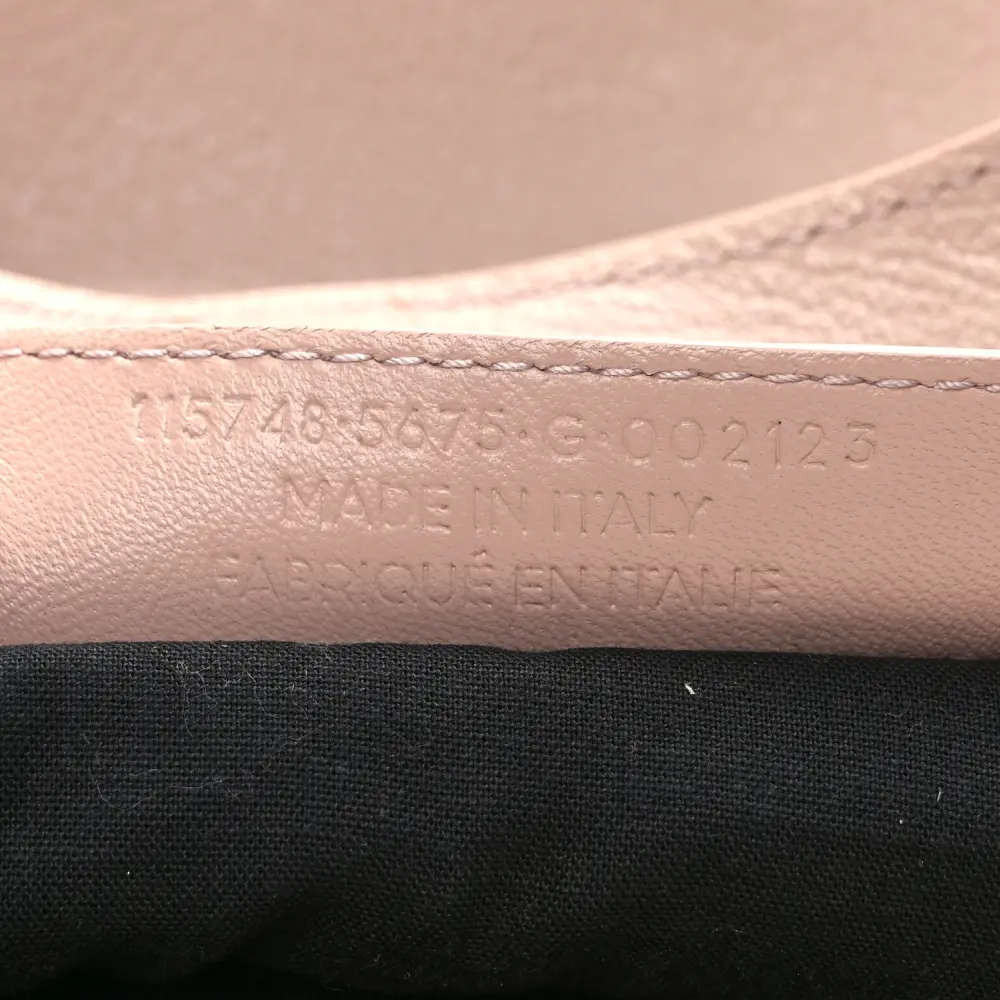 115748·5675·G·002123
MADE IN ITALY
FABRIQUÉ EN ITALIE